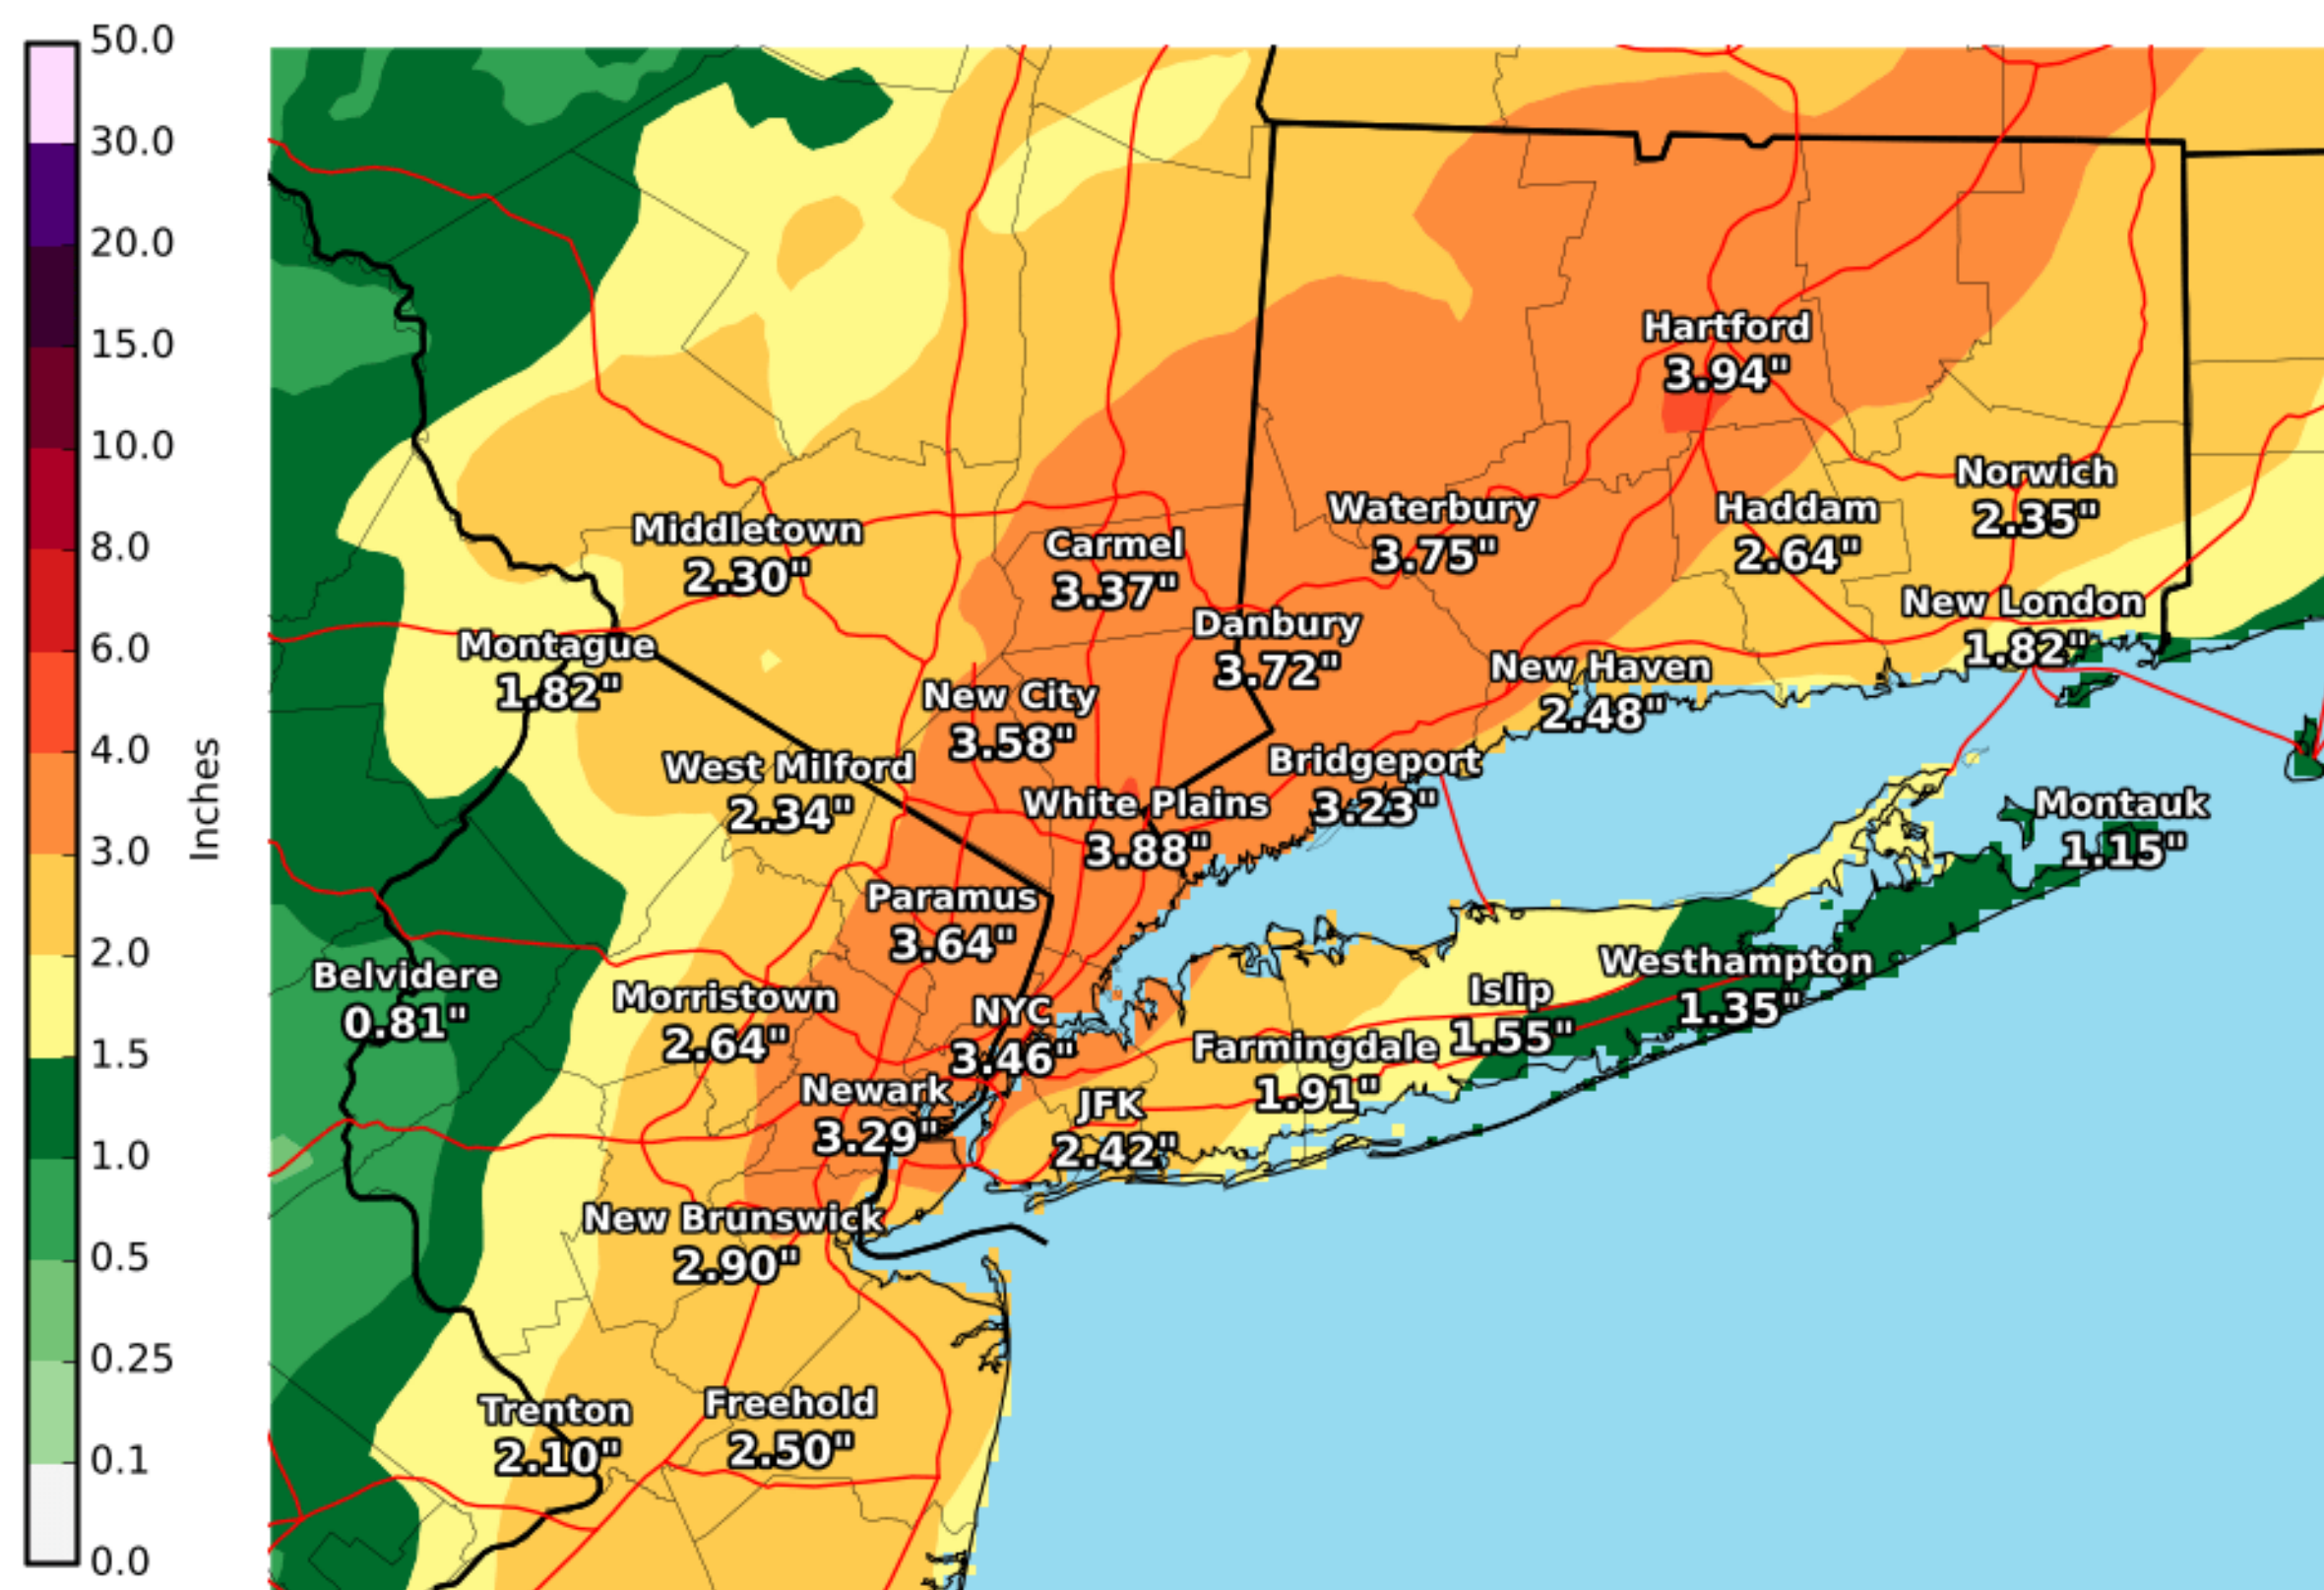 50.0
30.0
20.0
15.0
10.0
8.0
6.0
4.0
3.0
2.0
1.5
1.0
0.5
0.25
0.1
0.0
Inches
Hartford
3.94"
Norwich
2.35"
Waterbury
3.75"
Haddam
2.64"
Middletown
2.30"
Carmel
3.37"
New London
1.82"
Danbury
3.72"
Montague
1.82"
New Haven
2.48"
New City
3.58"
West Milford
2.34"
Bridgeport
3.23"
White Plains
3.88"
Montauk
1.15"
Paramus
3.64"
Westhampton
1.35"
Belvidere
0.81"
Islip
1.55"
Morristown
2.64"
NYC
3.46"
Farmingdale
1.91"
Newark
3.29"
JFK
2.42"
New Brunswick
2.90"
Freehold
2.50"
Trenton
2.10"